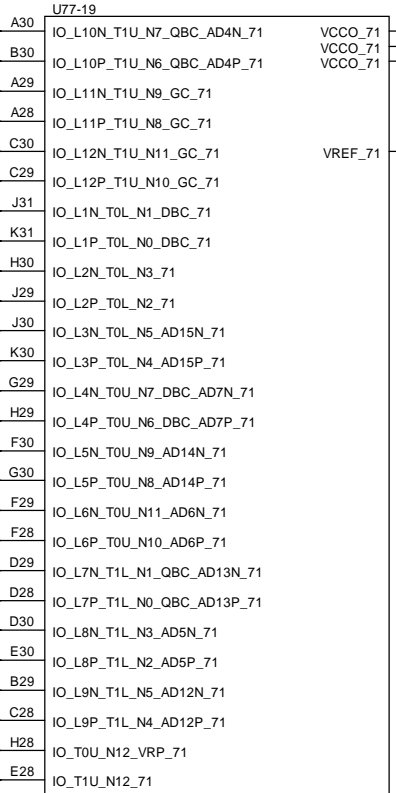 U77-19
A30 IO_L10N_T1U_N7_QBC_AD4N_71 VCCO_71
VCCO_71
B30 IO_L10P_T1U_N6_QBC_AD4P_71 VCCO_71
A29 IO_L11N_T1U_N9_GC_71
A28 IO_L11P_T1U_N8_GC_71
C30 IO_L12N_T1U_N11_GC_71 VREF_71
C29 IO_L12P_T1U_N10_GC_71
J31 IO_L1N_T0L_N1_DBC_71
K31 IO_L1P_T0L_N0_DBC_71
H30 IO_L2N_T0L_N3_71
J29 IO_L2P_T0L_N2_71
J30 IO_L3N_T0L_N5_AD15N_71
K30 IO_L3P_T0L_N4_AD15P_71
G29 IO_L4N_T0U_N7_DBC_AD7N_71
H29 IO_L4P_T0U_N6_DBC_AD7P_71
F30 IO_L5N_T0U_N9_AD14N_71
G30 IO_L5P_T0U_N8_AD14P_71
F29 IO_L6N_T0U_N11_AD6N_71
F28 IO_L6P_T0U_N10_AD6P_71
D29 IO_L7N_T1L_N1_QBC_AD13N_71
D28 IO_L7P_T1L_N0_QBC_AD13P_71
D30 IO_L8N_T1L_N3_AD5N_71
E30 IO_L8P_T1L_N2_AD5P_71
B29 IO_L9N_T1L_N5_AD12N_71
C28 IO_L9P_T1L_N4_AD12P_71
H28 IO_T0U_N12_VRP_71
E28 IO_T1U_N12_71